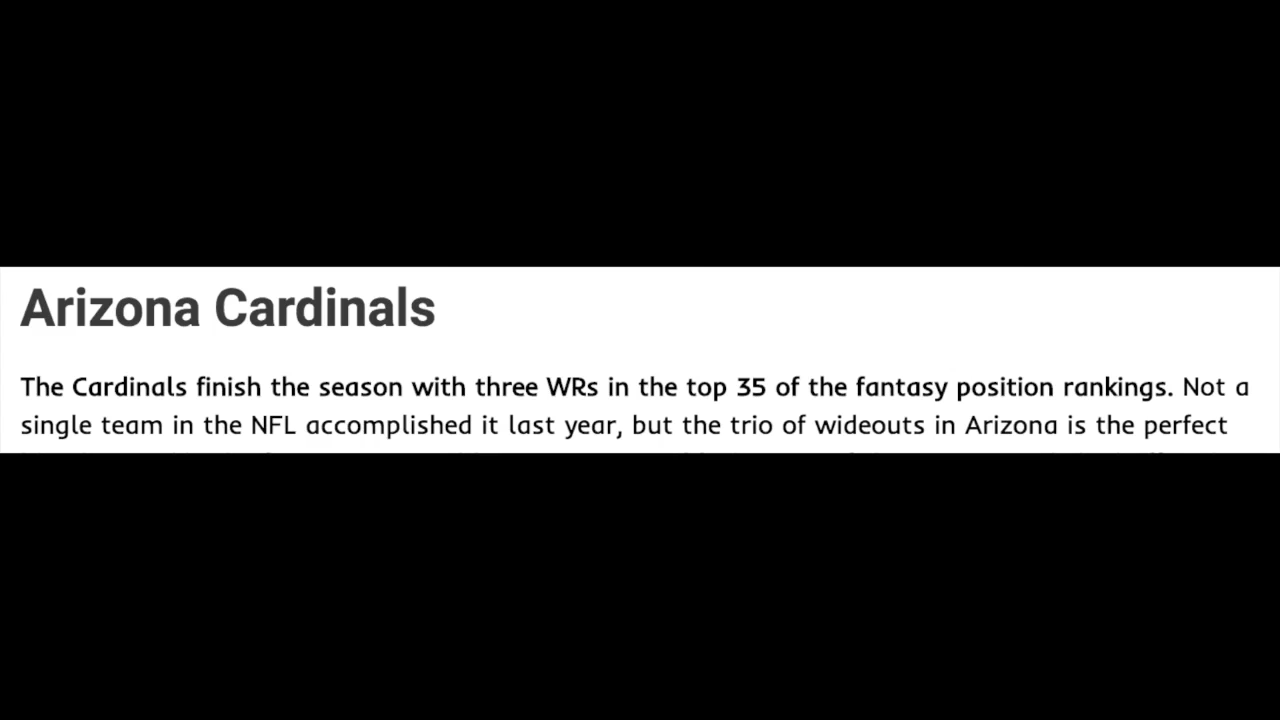 Arizona Cardinals
The Cardinals finish the season with three WRs in the top 35 of the fantasy position rankings. Not a
single team in the NFL accomplished it last year, but the trio of wideouts in Arizona is the perfect